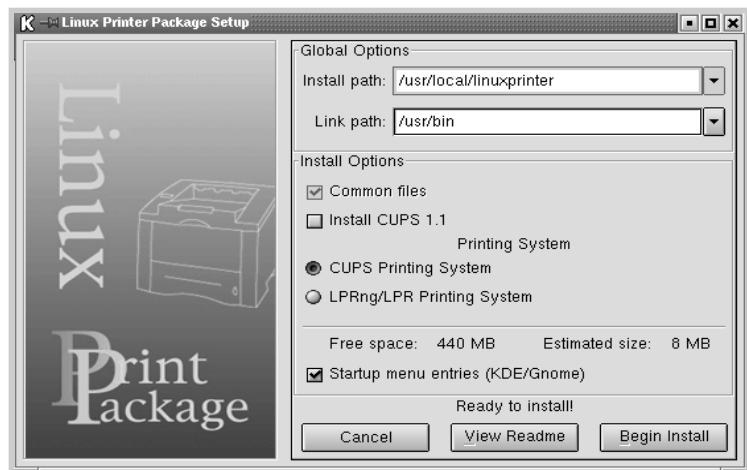 Linux Printer Package Setup
Linux
Print
Package
Global Options
Install path: /usr/local/linuxprinter
Link path: /usr/bin
Install Options
Common files
Install CUPS 1.1
Printing System
CUPS Printing System
LPRng/LPR Printing System
Free space: 440 MB Estimated size: 8 MB
Startup menu entries (KDE/Gnome)
Ready to install!
Cancel View Readme Begin Install